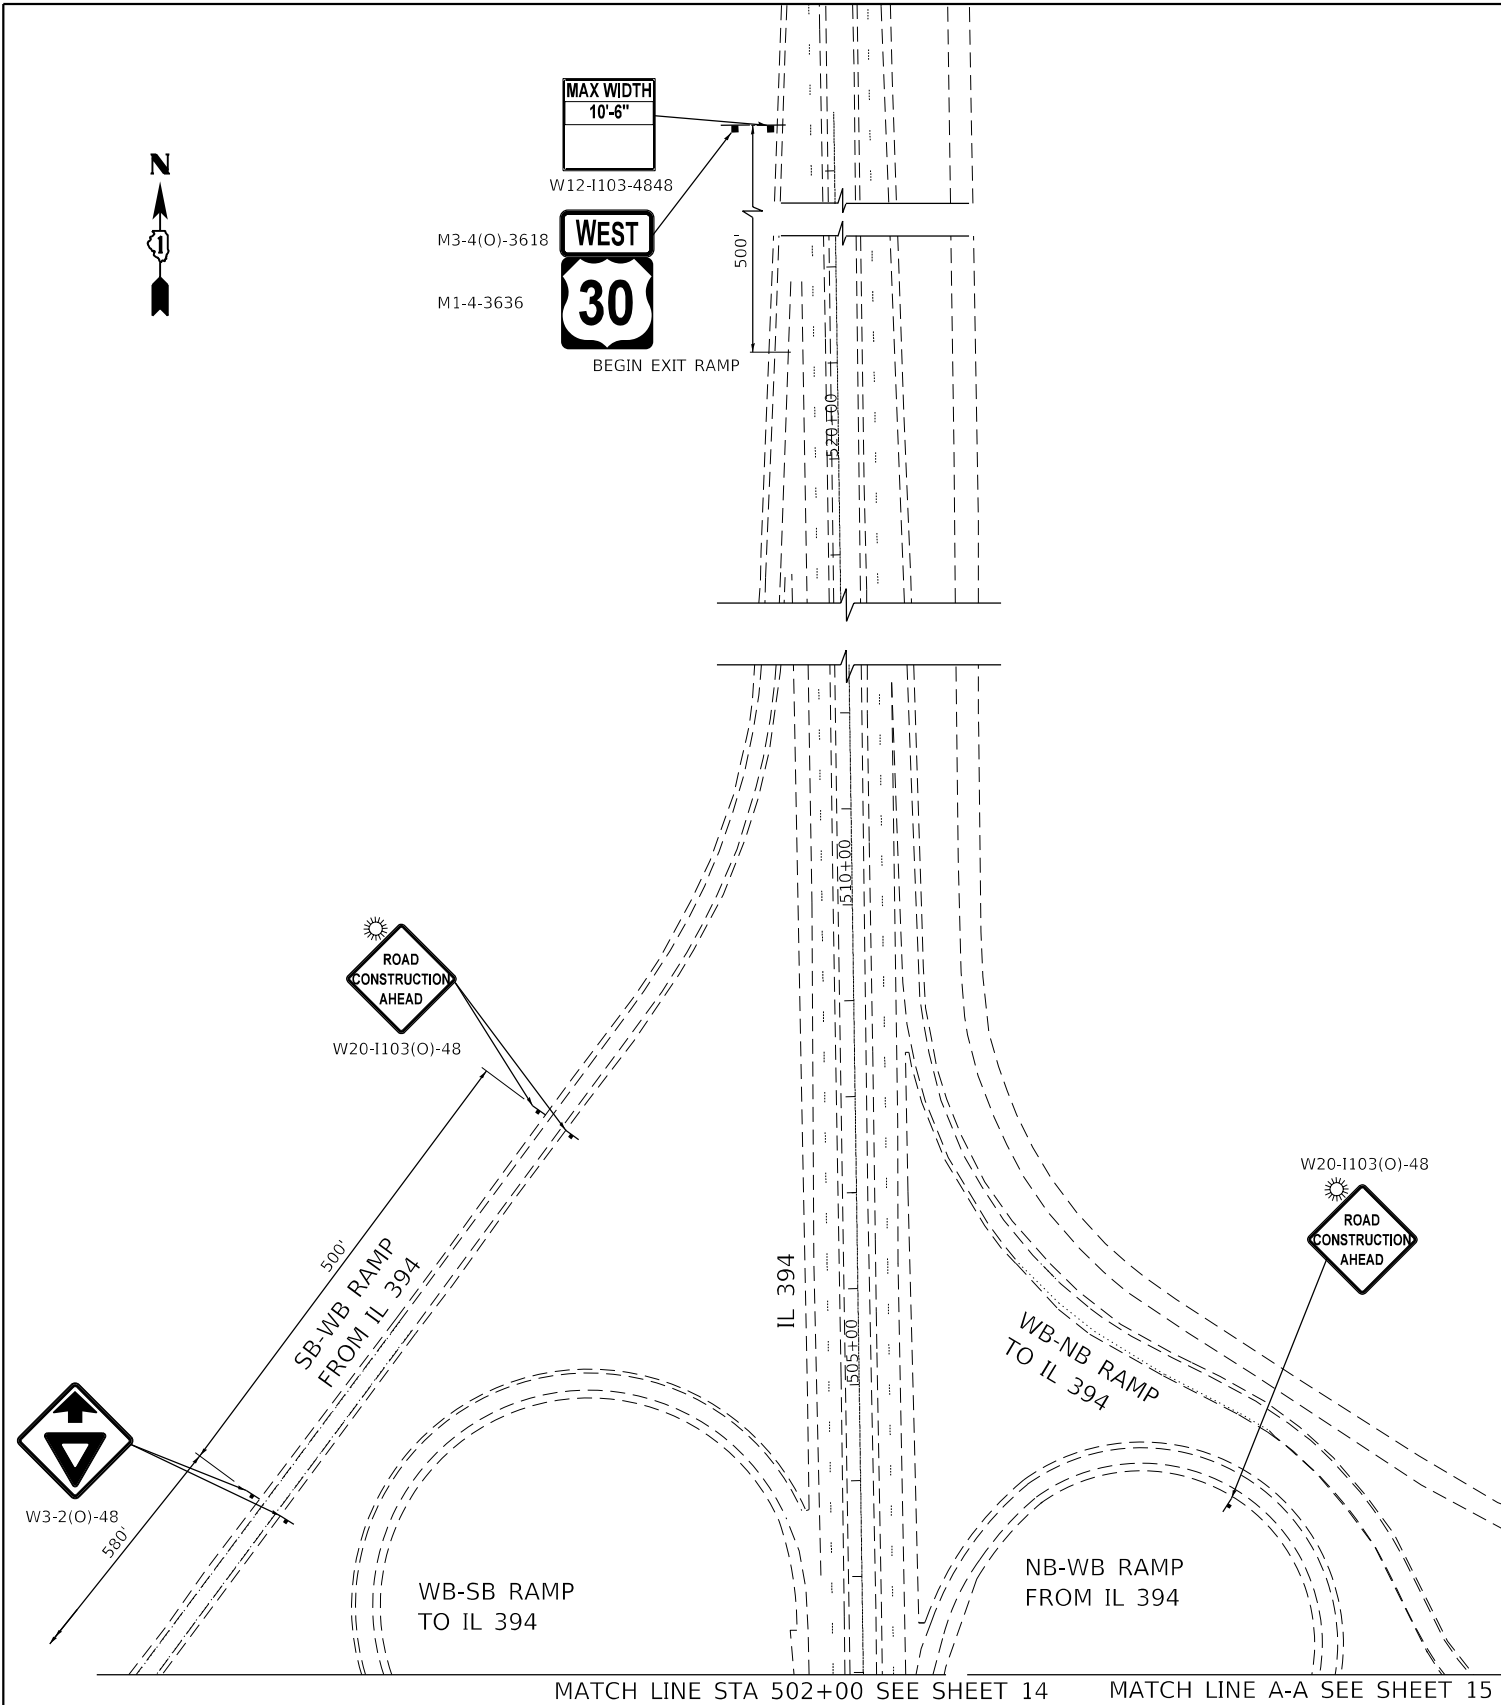 MAX WIDTH
10'-6"
W12-I103-4848
N
1
M3-4(O)-3618
WEST
500'
M1-4-3636
30
BEGIN EXIT RAMP
520+00
510+00
ROAD
CONSTRUCTION
AHEAD
W20-I103(O)-48
W20-I103(O)-48
ROAD
CONSTRUCTION
AHEAD
500'
SB-WB RAMP
FROM IL 394
IL 394
505+00
WB-NB RAMP
TO IL 394
W3-2(O)-48
580'
WB-SB RAMP
TO IL 394
NB-WB RAMP
FROM IL 394
MATCH LINE STA 502+00 SEE SHEET 14
MATCH LINE A-A SEE SHEET 15